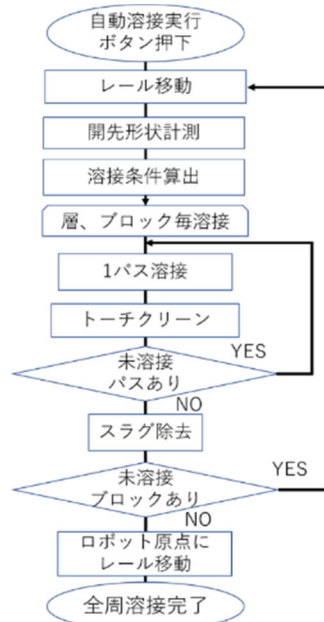 自動溶接実行
ボタン押下
レール移動
開先形状計測
溶接条件算出
層、ブロック毎溶接
1パス溶接
トーチクリーン
未溶接
パスあり
YES
NO
スラグ除去
未溶接
ブロックあり
YES
NO
ロボット原点に
レール移動
全周溶接完了